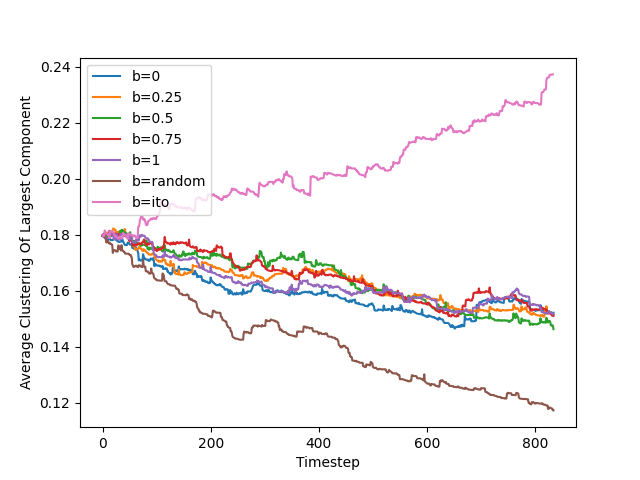 0.24
0.22
0.20
0.18
0.16
0.14
0.12
Average Clustering Of Largest Component
b=0
b=0.25
b=0.5
b=0.75
b=1
b=random
b=ito
0
200
400
600
800
Timestep